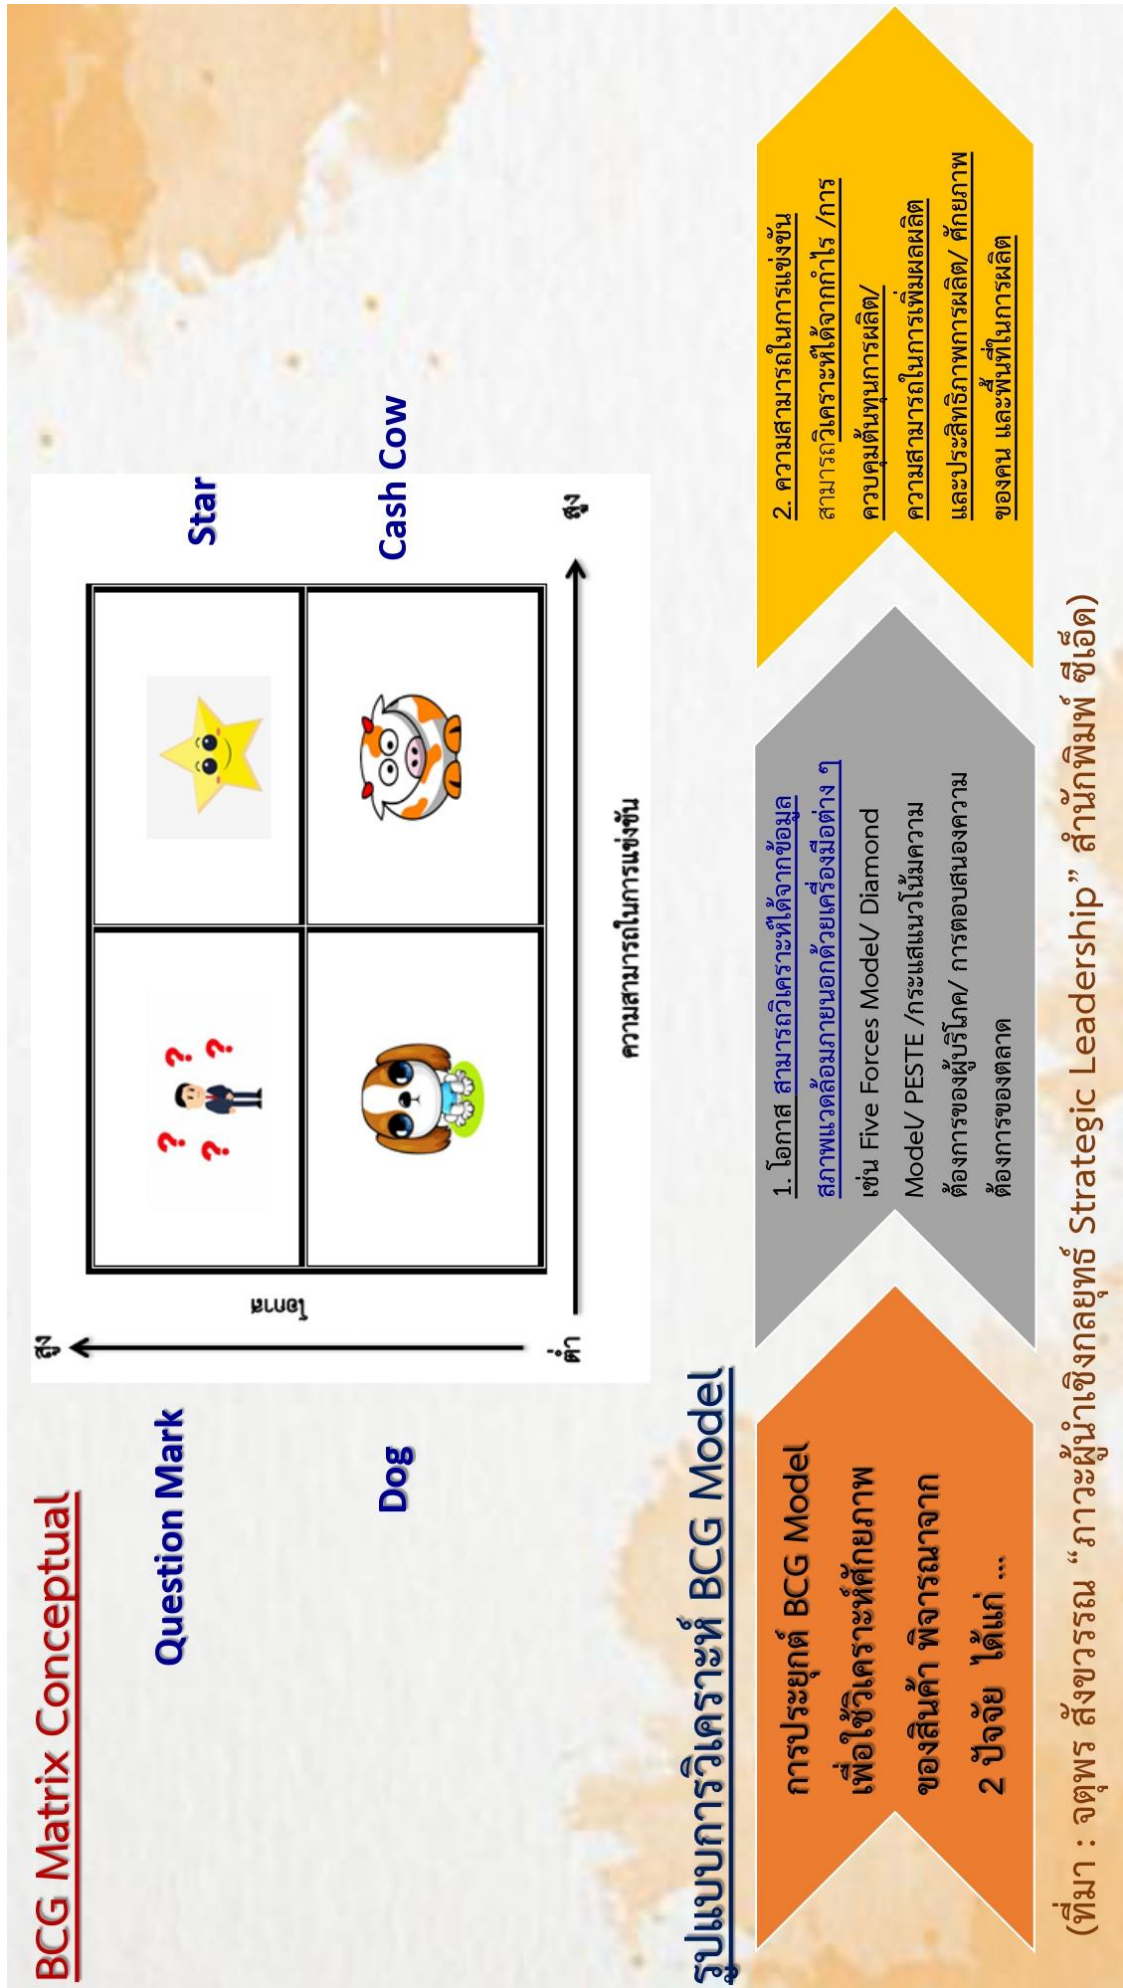 BCG Matrix Conceptual
Question Mark
Star
Dog
Cash Cow
สูง
โอกาส
ต่ำ
? ? ? ?
สูง
ความสามารถในการแข่งขัน
รูปแบบการวิเคราะห์ BCG Model
การประยุกต์ BCG Model
เพื่อใช้วิเคราะห์ศักยภาพ
ของสินค้า พิจารณาจาก
2 ปัจจัย ได้แก่ ...
1. โอกาส สามารถวิเคราะห์ได้จากข้อมูล
สภาพแวดล้อมภายนอกด้วยเครื่องมือต่าง ๆ
เช่น Five Forces Model/ Diamond
Model/ PESTE /กระแสแนวโน้มความ
ต้องการของผู้บริโภค/ การตอบสนองความ
ต้องการของตลาด
2. ความสามารถในการแข่งขัน
สามารถวิเคราะห์ได้จากกำไร /การ
ควบคุมต้นทุนการผลิต/
ความสามารถในการเพิ่มผลผลิต
และประสิทธิภาพการผลิต/ ศักยภาพ
ของคน และพื้นที่ในการผลิต
(ที่มา : จตุพร สังขวรรณ “ภาวะผู้นำเชิงกลยุทธ์ Strategic Leadership” สำนักพิมพ์ ซีเอ็ด)